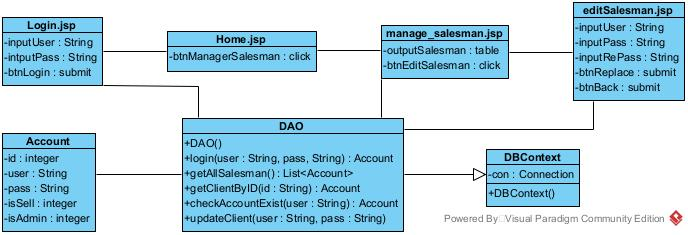 Login.jsp
-inputUser : String
-intputPass : String
-btnLogin : submit
Home.jsp
-btnManagerSalesman : click
manage_salesman.jsp
-outputSalesman : table
-btnEditSalesman : click
editSalesman.jsp
-inputUser : String
-inputPass : String
-inputRePass : String
-btnReplace : submit
-btnBack : submit
Account
-id : integer
-user : String
-pass : String
-isSell : integer
-isAdmin : integer
DAO
+DAO()
+login(user : String, pass, String) : Account
+getAllSalesman() : List<Account>
+getClientByID(id : String) : Account
+checkAccountExist(user : String) : Account
+updateClient(user : String, pass : String)
DBContext
-con : Connection
+DBContext()
Powered By Visual Paradigm Community Edition